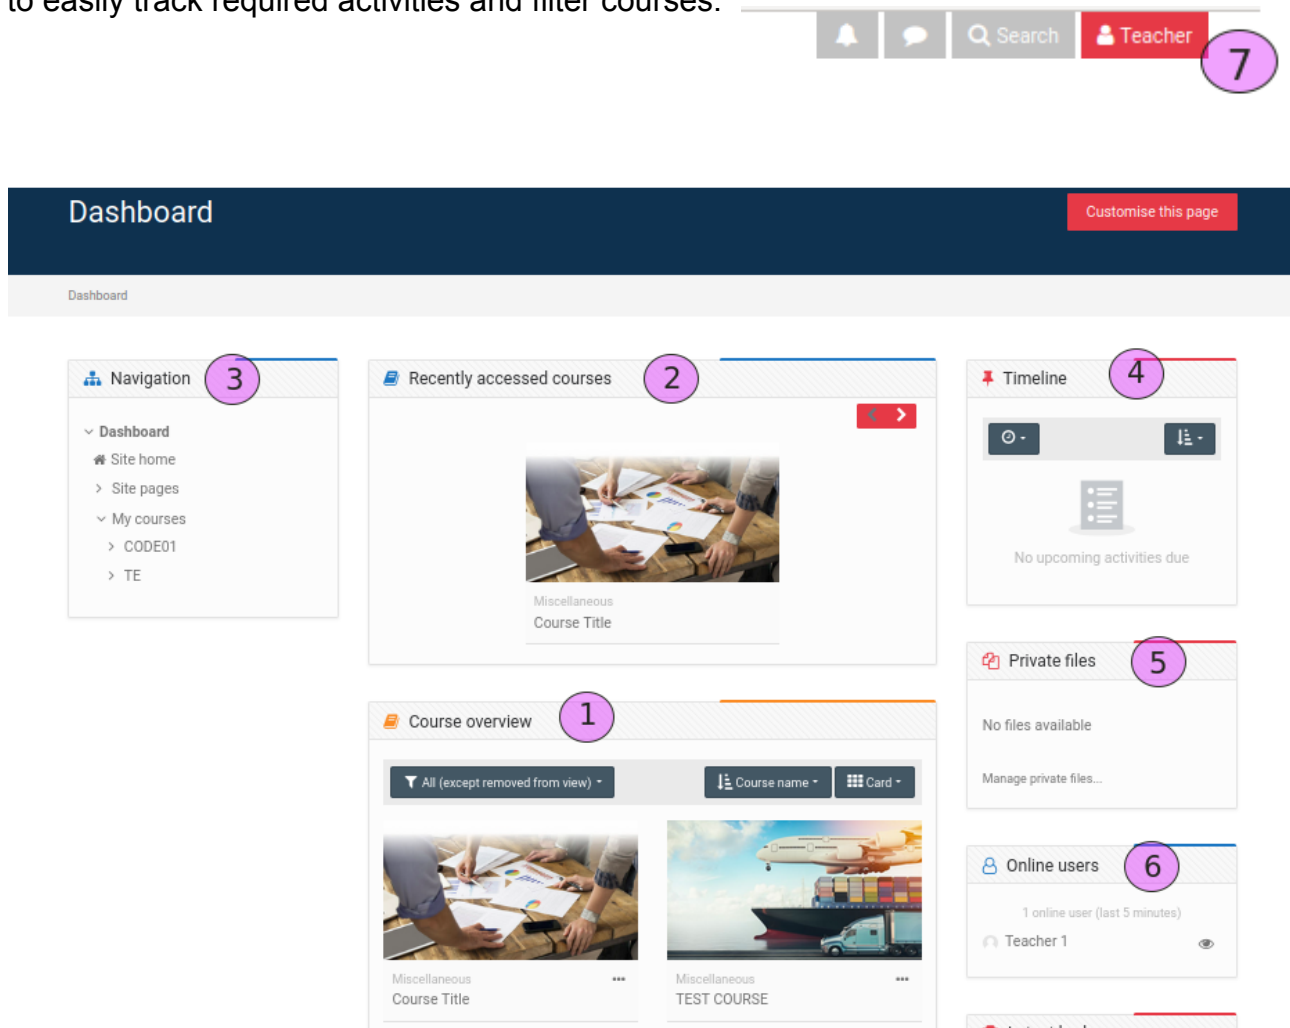 to easily track required activities and filter courses.
Search
Teacher
7
Dashboard
Customise this page
Dashboard
Navigation 3
Dashboard
Site home
Site pages
My courses
CODE01
TE
Recently accessed courses 2
Miscellaneous
Course Title
Course overview 1
All (except removed from view)
Course name
Card
Miscellaneous
Course Title
Miscellaneous
TEST COURSE
Timeline 4
No upcoming activities due
Private files 5
No files available
Manage private files...
Online users 6
1 online user (last 5 minutes)
Teacher 1